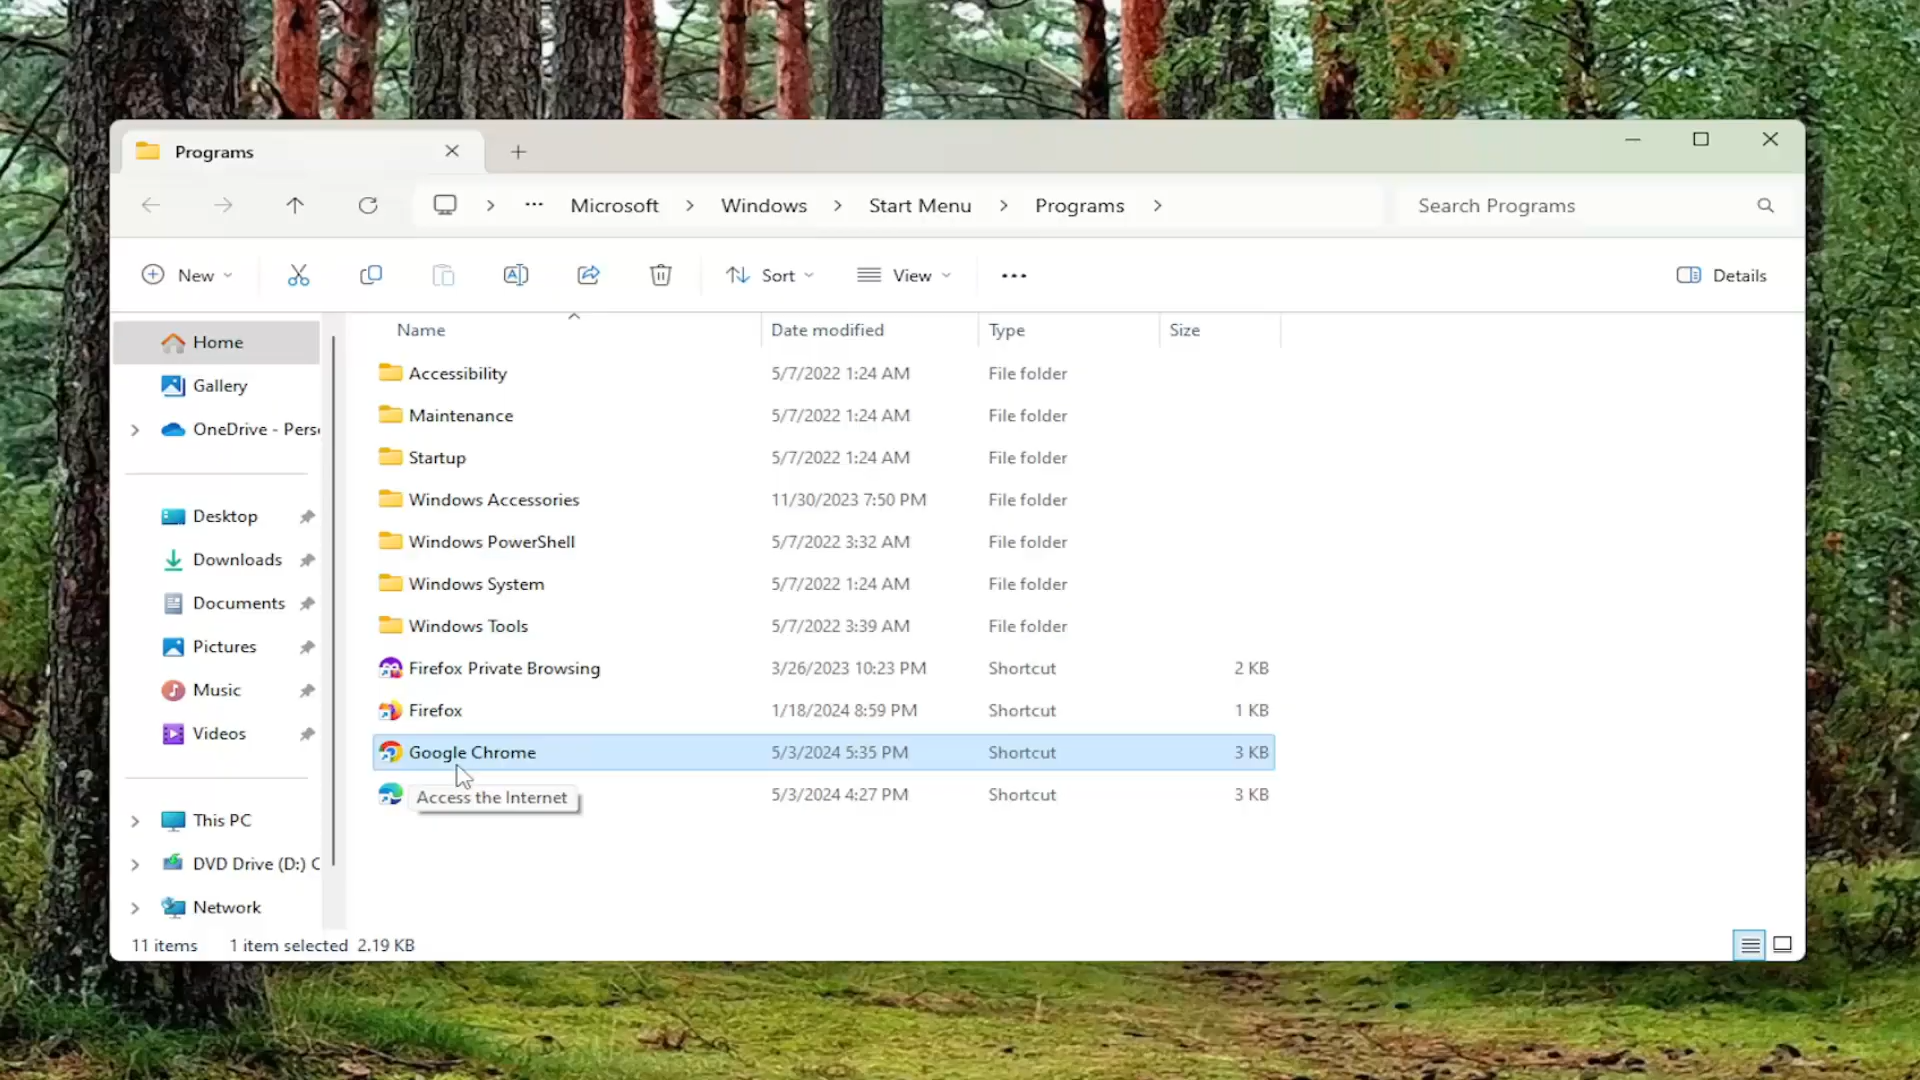 Programs
Microsoft > Windows > Start Menu > Programs >
Search Programs
New
Sort
View
Details
Name
Date modified
Type
Size
Home
Gallery
OneDrive - Pers
Desktop
Downloads
Documents
Pictures
Music
Videos
This PC
DVD Drive (D:) C
Network
Accessibility 5/7/2022 1:24 AM File folder
Maintenance 5/7/2022 1:24 AM File folder
Startup 5/7/2022 1:24 AM File folder
Windows Accessories 11/30/2023 7:50 PM File folder
Windows PowerShell 5/7/2022 3:32 AM File folder
Windows System 5/7/2022 1:24 AM File folder
Windows Tools 5/7/2022 3:39 AM File folder
Firefox Private Browsing 3/26/2023 10:23 PM Shortcut 2 KB
Firefox 1/18/2024 8:59 PM Shortcut 1 KB
Google Chrome 5/3/2024 5:35 PM Shortcut 3 KB
5/3/2024 4:27 PM Shortcut 3 KB
Access the Internet
11 items 1 item selected 2.19 KB